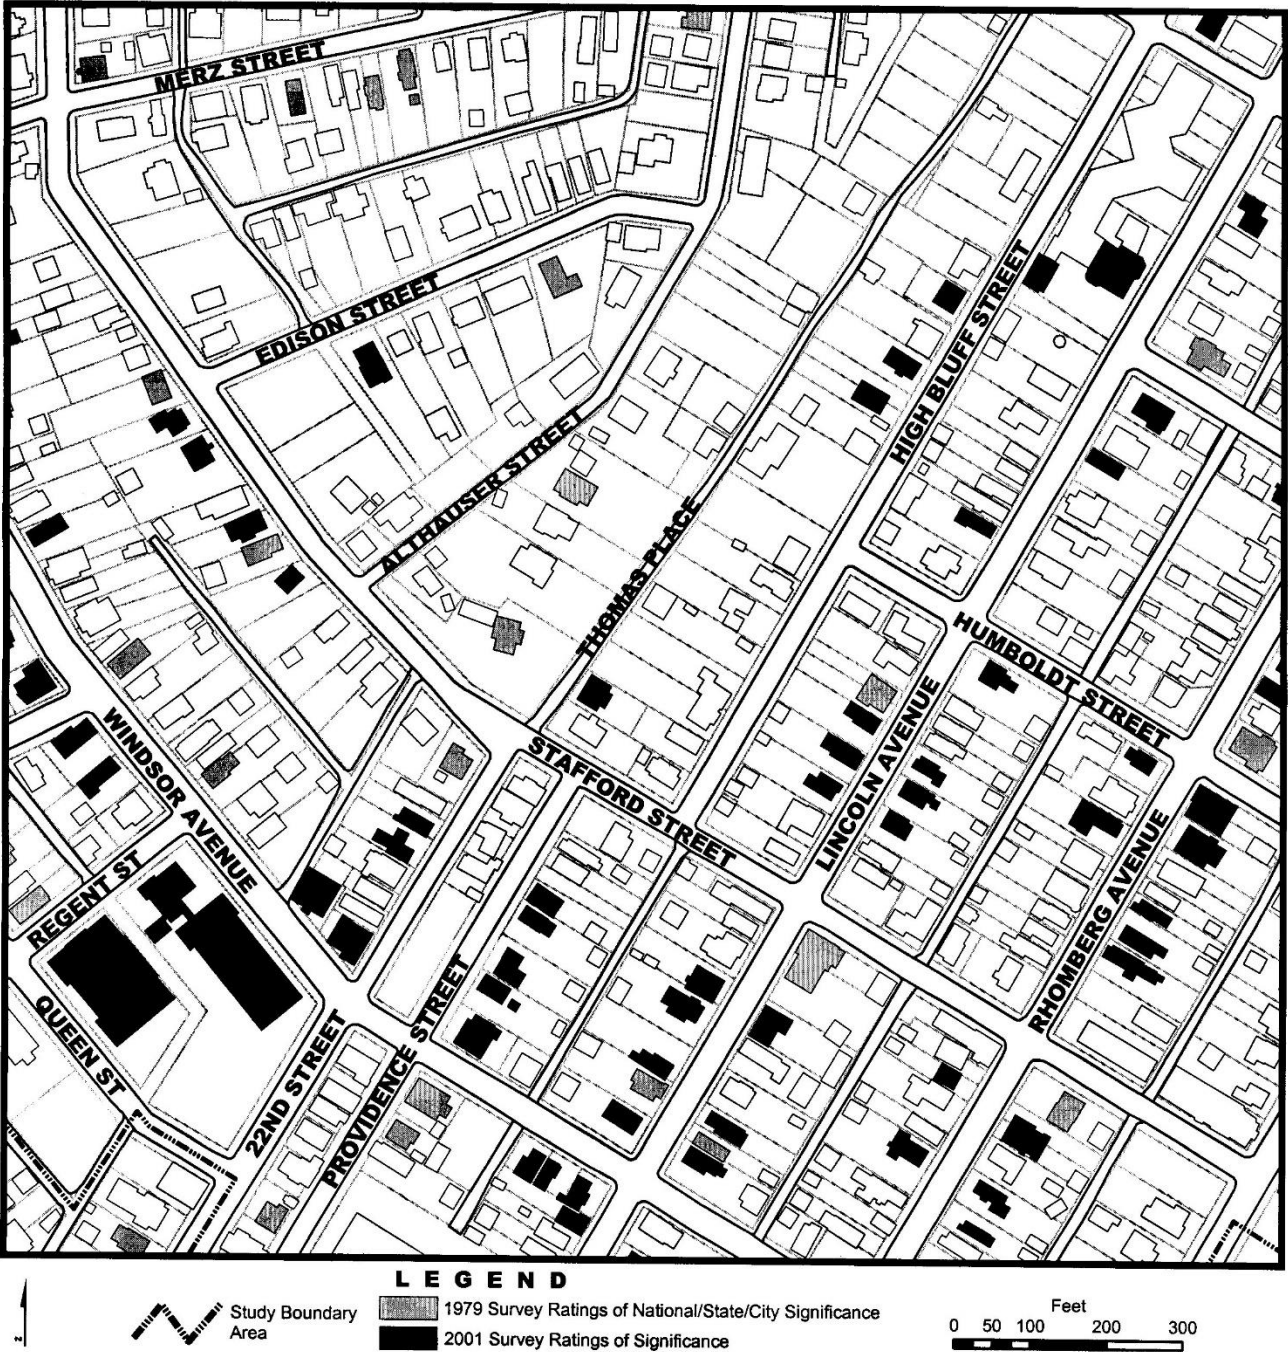 MERZ STREET
EDISON STREET
HIGH BLUFF STREET
ALTHAUSER STREET
THOMAS PLACE
HUMBOLDT STREET
WINDSOR AVENUE
STAFFORD STREET
LINCOLN AVENUE
RHOMBERG AVENUE
REGENT ST
QUEEN ST
22ND STREET
PROVIDENCE STREET
LEGEND
Study Boundary
Area
1979 Survey Ratings of National/State/City Significance
2001 Survey Ratings of Significance
Feet
0 50 100 200 300
N